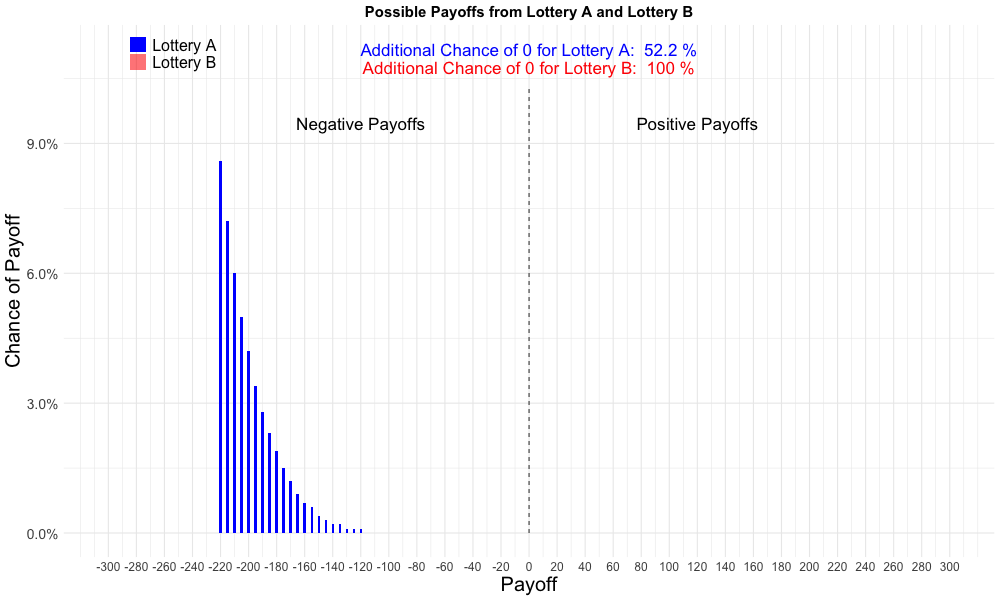 Possible Payoffs from Lottery A and Lottery B
Lottery A
Lottery B
Additional Chance of 0 for Lottery A:  52.2 %
Additional Chance of 0 for Lottery B:  100 %
Negative Payoffs
Positive Payoffs
9.0%
6.0%
3.0%
0.0%
Chance of Payoff
-300 -280 -260 -240 -220 -200 -180 -160 -140 -120 -100 -80 -60 -40 -20 0 20 40 60 80 100 120 140 160 180 200 220 240 260 280 300
Payoff